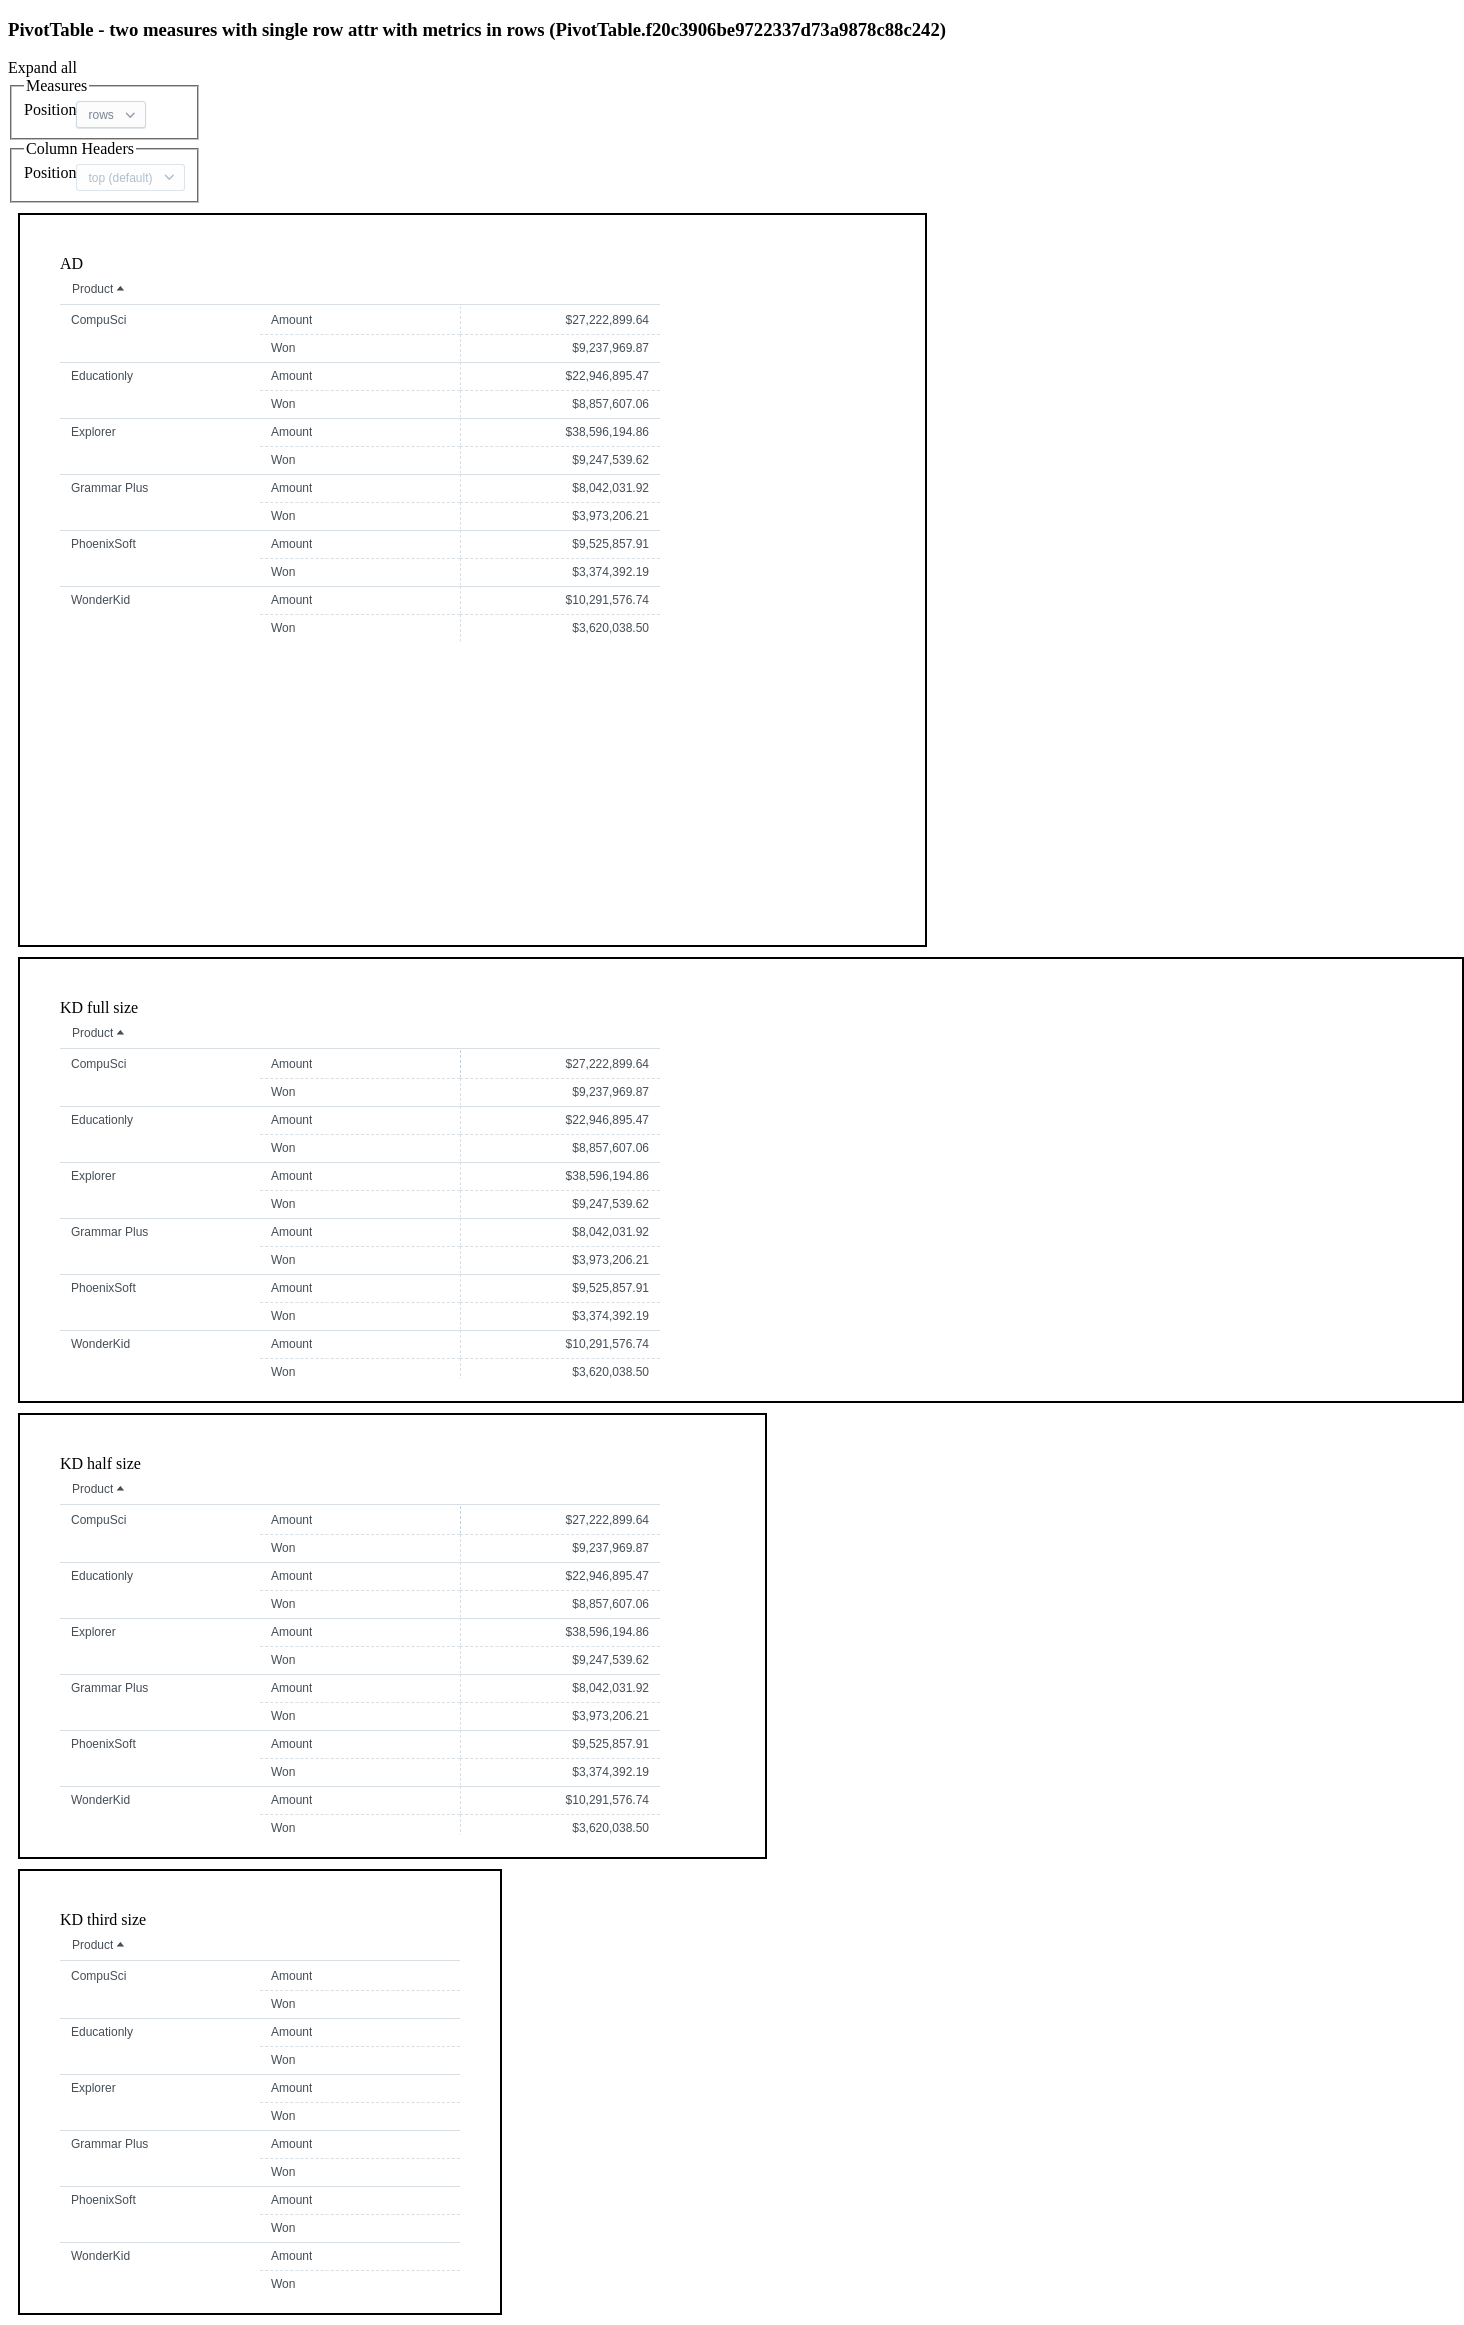 PivotTable - two measures with single row attr with metrics in rows (PivotTable.f20c3906be9722337d73a9878c88c242)
Expand all
Measures
Position rows
Column Headers
Position top (default)
AD
Product
CompuSci Amount $27,222,899.64
Won $9,237,969.87
Educationly Amount $22,946,895.47
Won $8,857,607.06
Explorer Amount $38,596,194.86
Won $9,247,539.62
Grammar Plus Amount $8,042,031.92
Won $3,973,206.21
PhoenixSoft Amount $9,525,857.91
Won $3,374,392.19
WonderKid Amount $10,291,576.74
Won $3,620,038.50
KD full size
Product
CompuSci Amount $27,222,899.64
Won $9,237,969.87
Educationly Amount $22,946,895.47
Won $8,857,607.06
Explorer Amount $38,596,194.86
Won $9,247,539.62
Grammar Plus Amount $8,042,031.92
Won $3,973,206.21
PhoenixSoft Amount $9,525,857.91
Won $3,374,392.19
WonderKid Amount $10,291,576.74
Won $3,620,038.50
KD half size
Product
CompuSci Amount $27,222,899.64
Won $9,237,969.87
Educationly Amount $22,946,895.47
Won $8,857,607.06
Explorer Amount $38,596,194.86
Won $9,247,539.62
Grammar Plus Amount $8,042,031.92
Won $3,973,206.21
PhoenixSoft Amount $9,525,857.91
Won $3,374,392.19
WonderKid Amount $10,291,576.74
Won $3,620,038.50
KD third size
Product
CompuSci Amount
Won
Educationly Amount
Won
Explorer Amount
Won
Grammar Plus Amount
Won
PhoenixSoft Amount
Won
WonderKid Amount
Won